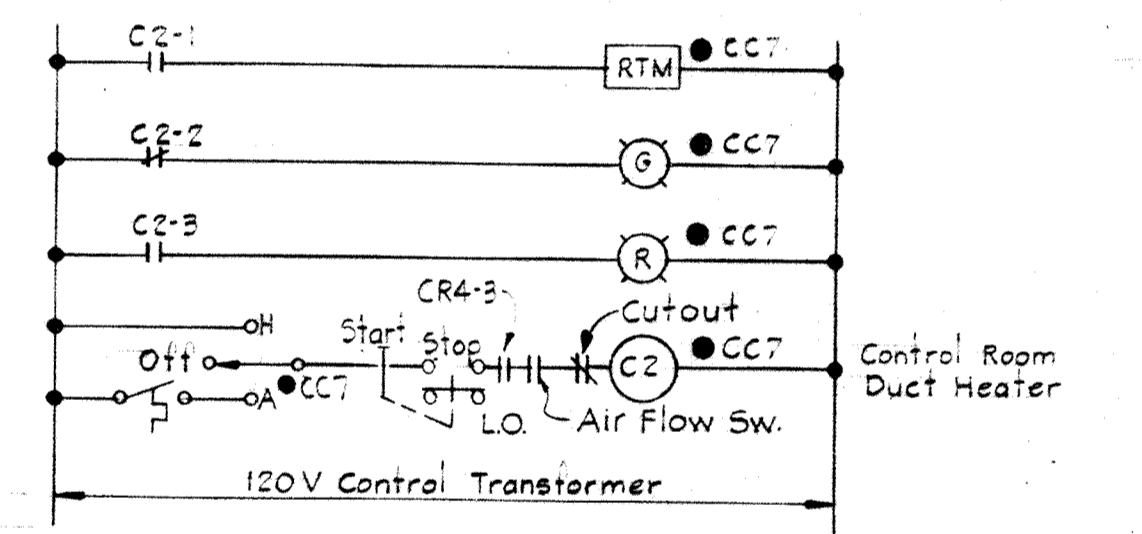 C2-1
RTM
CC7
C2-2
G
CC7
C2-3
R
CC7
CR4-3
H
Start
Stop
Cutout
Off
C2
CC7
Control Room
Duct Heater
A
CC7
L.O.
Air Flow Sw.
120V Control Transformer